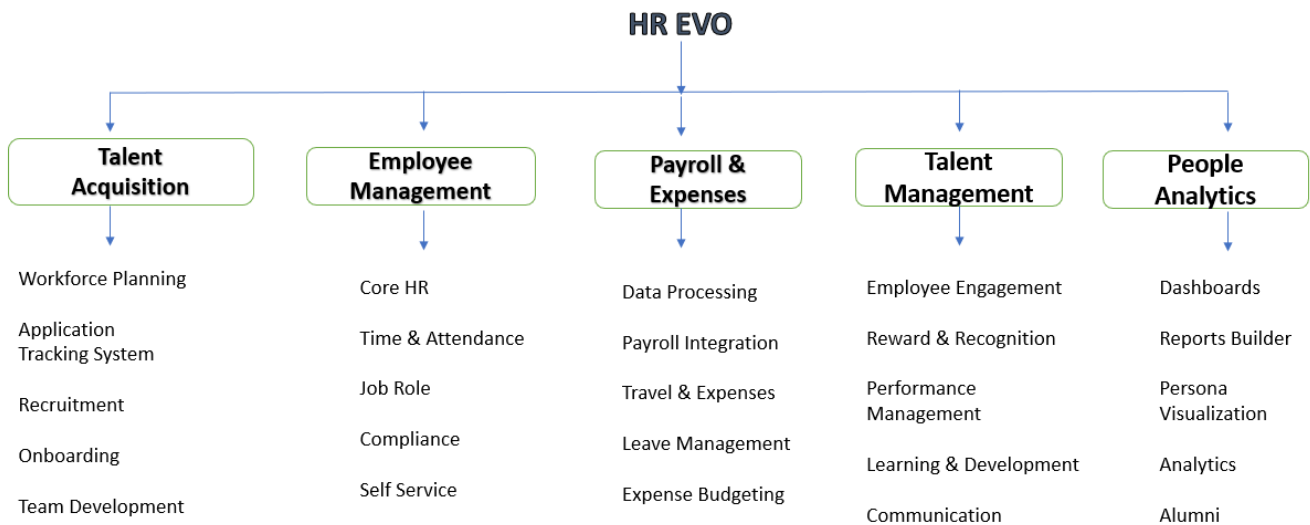 HR EVO
Talent
Acquisition
Employee
Management
Payroll &
Expenses
Talent
Management
People
Analytics
Workforce Planning
Application
Tracking System
Recruitment
Onboarding
Team Development
Core HR
Time & Attendance
Job Role
Compliance
Self Service
Data Processing
Payroll Integration
Travel & Expenses
Leave Management
Expense Budgeting
Employee Engagement
Reward & Recognition
Performance
Management
Learning & Development
Communication
Dashboards
Reports Builder
Persona
Visualization
Analytics
Alumni